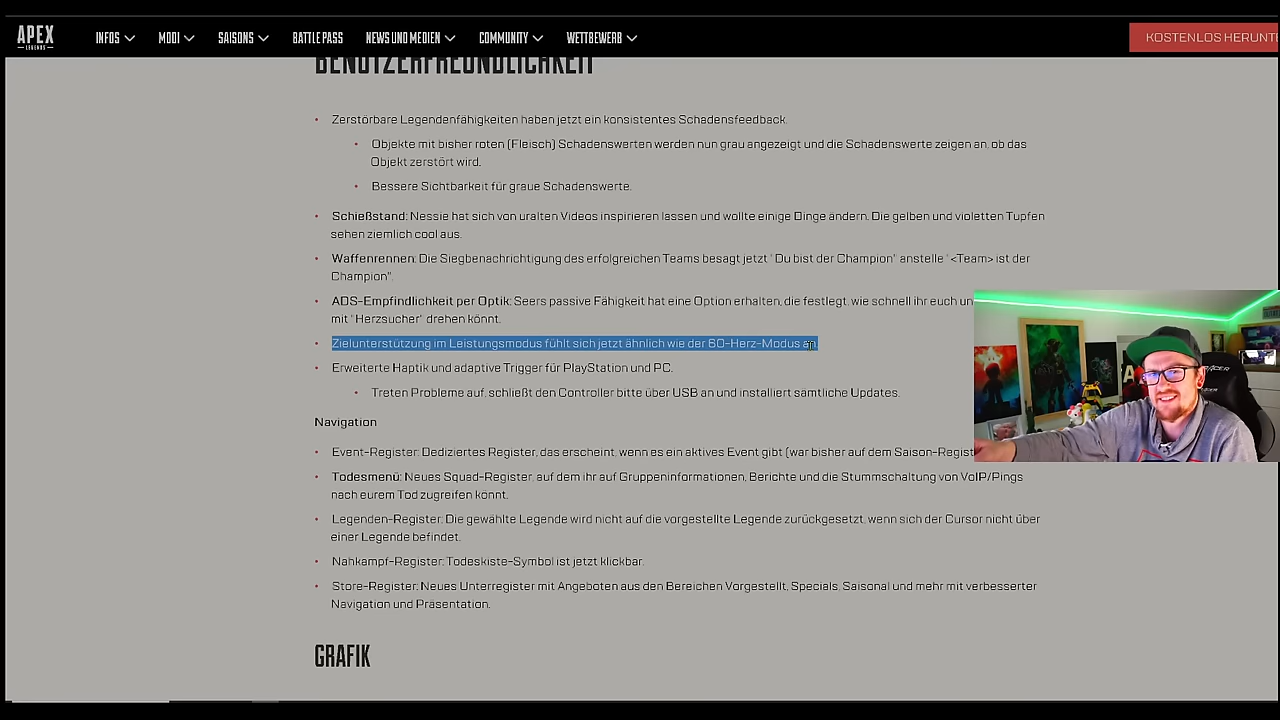 APEX
LEGENDS
INFOS
MODI
SAISONS
BATTLE PASS
NEWS UND MEDIEN
COMMUNITY
WETTBEWERB
KOSTENLOS HERUNT
BENUTZERFREUNDLICHKEIT
• Zerstörbare Legendenfähigkeiten haben jetzt ein konsistentes Schadensfeedback.
• Objekte mit bisher roten (Fleisch) Schadenswerten werden nun grau angezeigt und die Schadenswerte zeigen an, ob das
Objekt zerstört wird.
• Bessere Sichtbarkeit für graue Schadenswerte.
• Schießstand: Nessie hat sich von uralten Videos inspirieren lassen und wollte einige Dinge ändern. Die gelben und violetten Tupfen
sehen ziemlich cool aus.
• Waffenrennen: Die Siegbenachrichtigung des erfolgreichen Teams besagt jetzt "Du bist der Champion" anstelle "<Team> ist der
Champion".
• ADS-Empfindlichkeit per Optik: Seers passive Fähigkeit hat eine Option erhalten, die festlegt, wie schnell ihr euch un
mit "Herzsucher" drehen könnt.
• Zielunterstützung im Leistungsmodus fühlt sich jetzt ähnlich wie der 60-Herz-Modus an.
• Erweiterte Haptik und adaptive Trigger für PlayStation und PC.
• Treten Probleme auf, schließt den Controller bitte über USB an und installiert sämtliche Updates.
Navigation
• Event-Register: Dediziertes Register, das erscheint, wenn es ein aktives Event gibt (war bisher auf dem Saison-Regist
• Todesmenü: Neues Squad-Register, auf dem ihr auf Gruppeninformationen, Berichte und die Stummschaltung von VoIP/Pings
nach eurem Tod zugreifen könnt.
• Legenden-Register: Die gewählte Legende wird nicht auf die vorgestellte Legende zurückgesetzt, wenn sich der Cursor nicht über
einer Legende befindet.
• Nahkampf-Register: Todeskiste-Symbol ist jetzt klickbar.
• Store-Register: Neues Unterregister mit Angeboten aus den Bereichen Vorgestellt, Specials, Saisonal und mehr mit verbesserter
Navigation und Präsentation.
GRAFIK